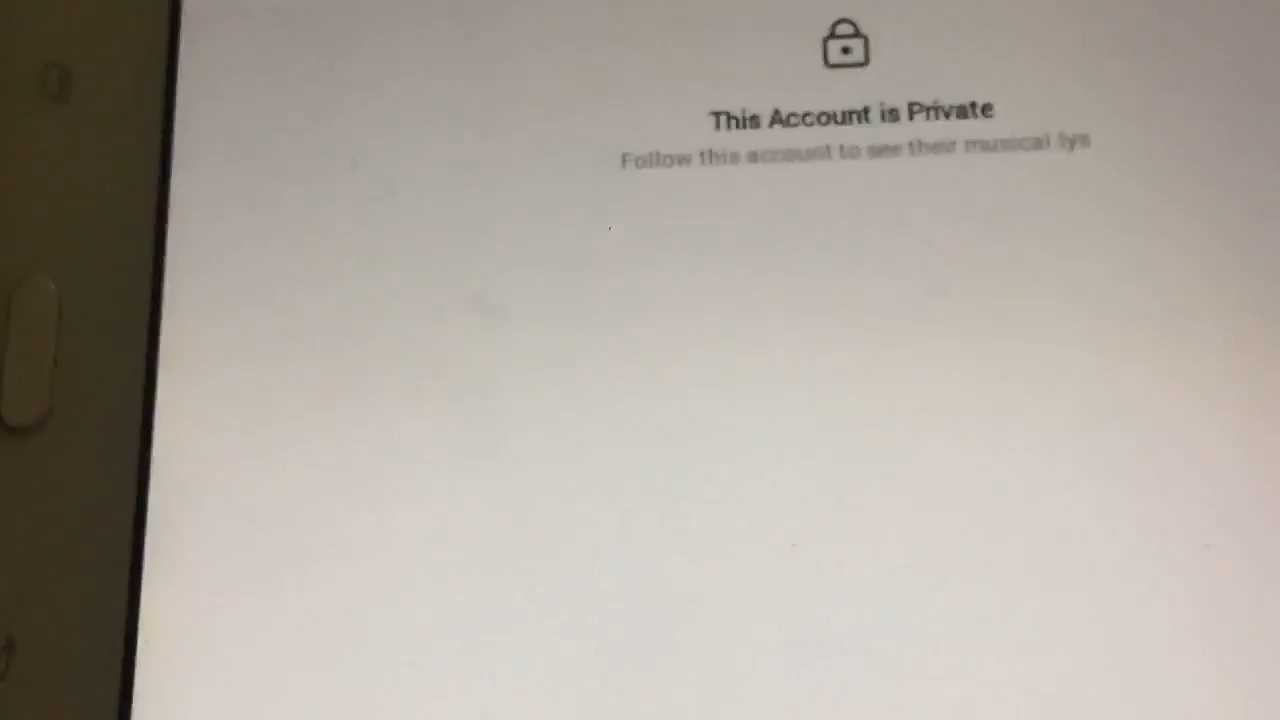 This Account is Private
Follow this account to see their musical.lys